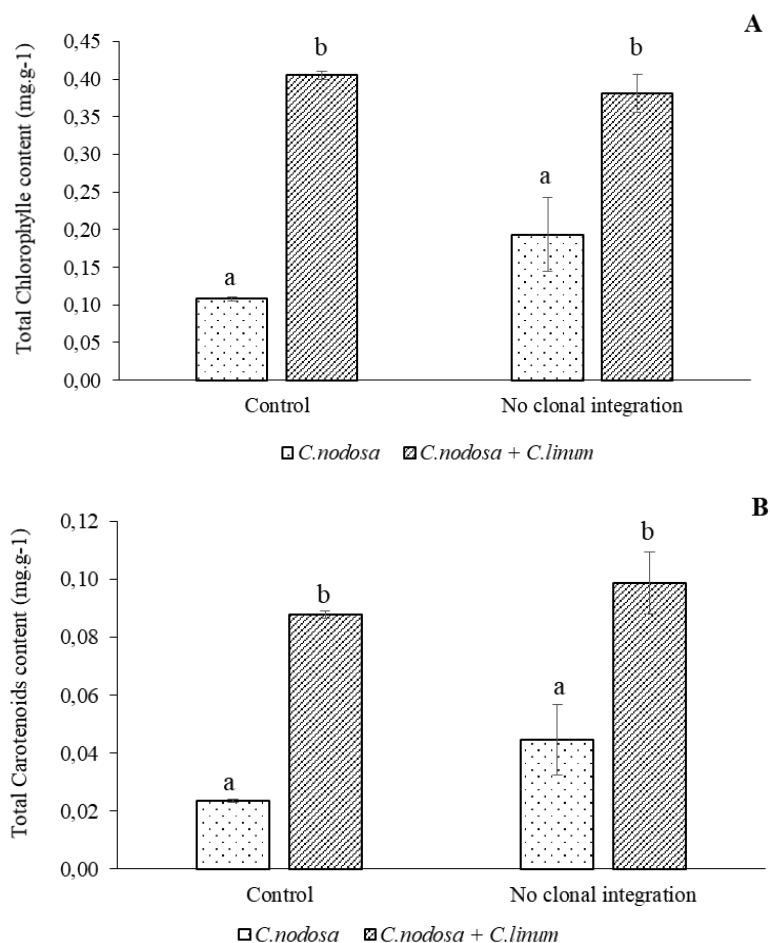 A
Total Chlorophylle content (mg.g-1)
0,45
0,40
0,35
0,30
0,25
0,20
0,15
0,10
0,05
0,00
a
b
a
b
Control
No clonal integration
C.nodosa
C.nodosa + C.linum
B
Total Carotenoids content (mg.g-1)
0,12
0,10
0,08
0,06
0,04
0,02
0,00
a
b
a
b
Control
No clonal integration
C.nodosa
C.nodosa + C.linum